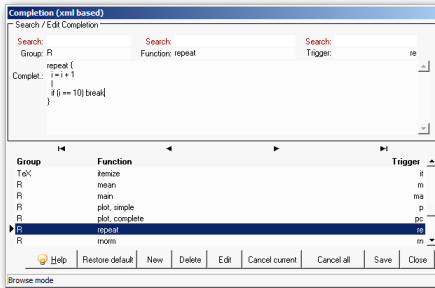 Completion (xml based)
Search / Edit Completion
Search: Search: Search:
Group: R Function: repeat Trigger: re
Complet.: repeat {
i = i + 1
|
if (i == 10) break
}
Group Function Trigger
TeX itemize it
R mean m
R main ma
R plot, simple p
R plot, complete pc
R repeat re
R rnorm rn
Help Restore default New Delete Edit Cancel current Cancel all Save Close
Browse mode